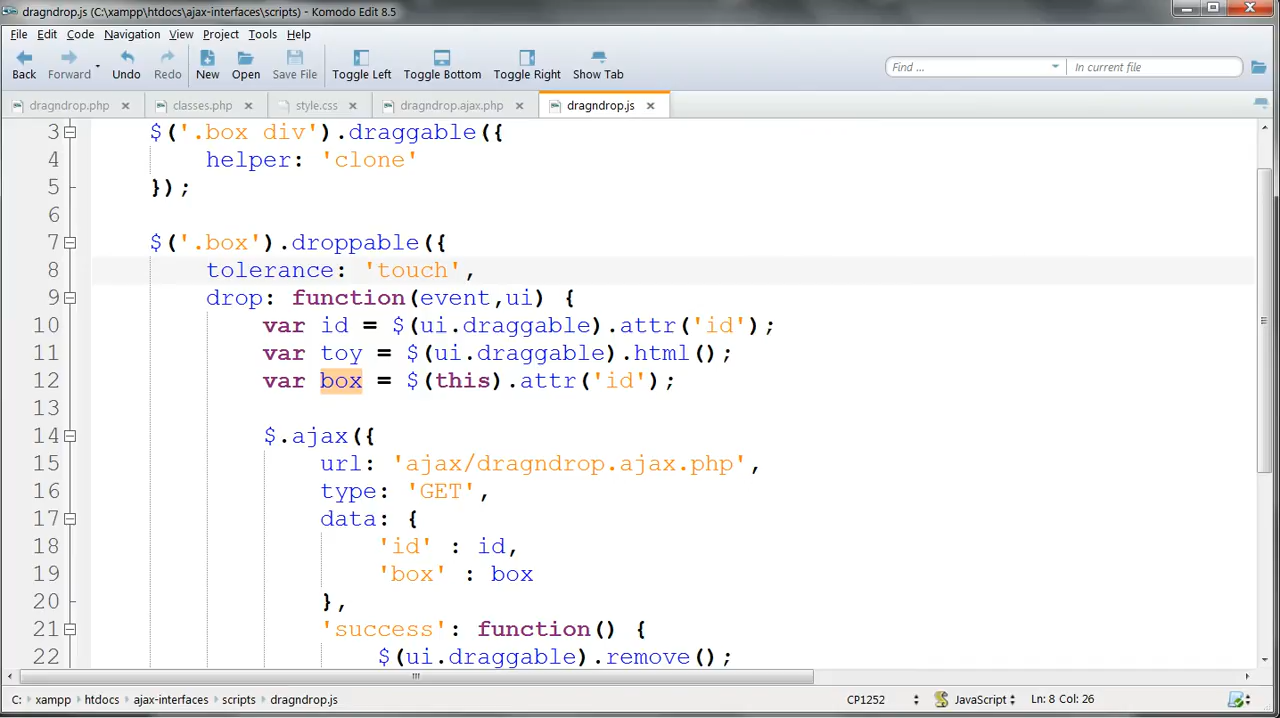 dragndrop.js (C:\xampp\htdocs\ajax-interfaces\scripts) - Komodo Edit 8.5
File Edit Code Navigation View Project Tools Help
Back Forward Undo Redo New Open Save File Toggle Left Toggle Bottom Toggle Right Show Tab Find ... In current file
dragndrop.php classes.php style.css dragndrop.ajax.php dragndrop.js
3 $('.box div').draggable({
4 helper: 'clone'
5 });
6
7 $('.box').droppable({
8 tolerance: 'touch',
9 drop: function(event,ui) {
10 var id = $(ui.draggable).attr('id');
11 var toy = $(ui.draggable).html();
12 var box = $(this).attr('id');
13
14 $.ajax({
15 url: 'ajax/dragndrop.ajax.php',
16 type: 'GET',
17 data: {
18 'id' : id,
19 'box' : box
20 },
21 'success': function() {
22 $(ui.draggable).remove();
C: xampp htdocs ajax-interfaces scripts dragndrop.js CP1252 JavaScript Ln: 8 Col: 26